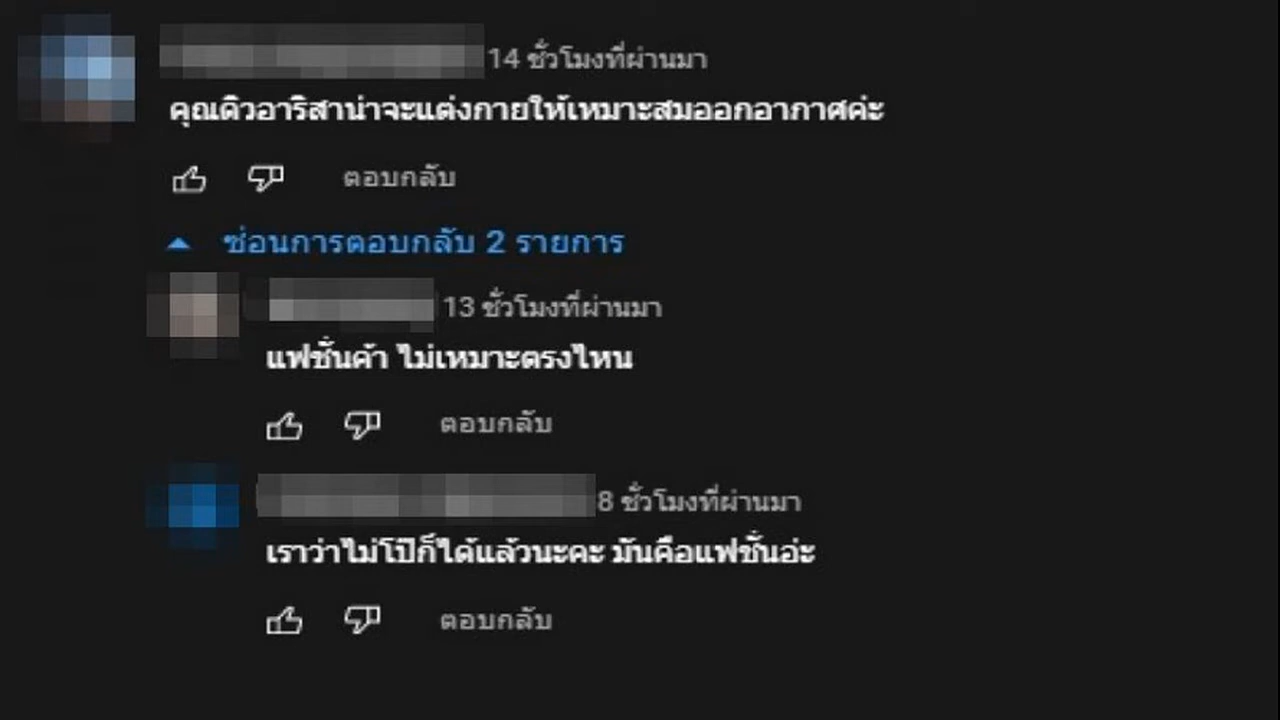 14 ชั่วโมงที่ผ่านมา
คุณดิวอาริสาน่าจะแต่งกายให้เหมาะสมออกอากาศค่ะ
ตอบกลับ
ซ่อนการตอบกลับ 2 รายการ
13 ชั่วโมงที่ผ่านมา
แฟชั่นค้า ไม่เหมาะตรงไหน
ตอบกลับ
8 ชั่วโมงที่ผ่านมา
เราว่าไม่โป๊ก็ได้แล้วนะคะ มันคือแฟชั่นอ่ะ
ตอบกลับ